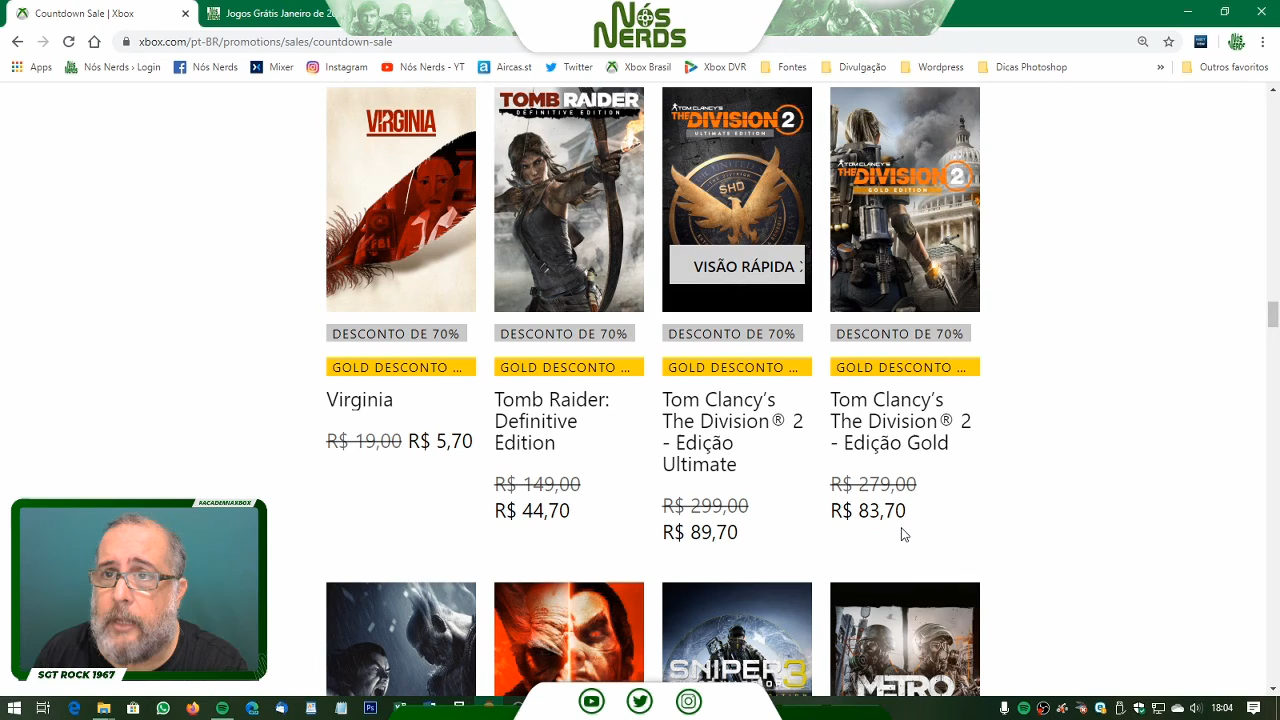 NÓS
NERDS
(1) Xbox
Jogos Grátis Janeiro de 20
xbox.com/pt-BR/promotions/sales/countdown-sale
Apps
Nós Nerds › Login
Nós Nerds
Mixer
Instagram
Nós Nerds - YT
Aircas.st
Twitter
Xbox Brasil
Xbox DVR
Fontes
Divulgação
Wordpress
Dicas Photoshop
»
Outros favoritos
VIRGINIA
FBI
TOMB RAIDER
DEFINITIVE EDITION
TOM CLANCY'S
THE DIVISION 2
ULTIMATE EDITION
SHD
VISÃO RÁPIDA
TOM CLANCY'S
THE DIVISION 2
GOLD EDITION
DESCONTO DE 70%
DESCONTO DE 70%
DESCONTO DE 70%
DESCONTO DE 70%
GOLD DESCONTO ...
GOLD DESCONTO ...
GOLD DESCONTO ...
GOLD DESCONTO ...
Virginia
R$ 19,00 R$ 5,70
Tomb Raider:
Definitive
Edition
R$ 149,00
R$ 44,70
Tom Clancy's
The Division® 2
- Edição
Ultimate
R$ 299,00
R$ 89,70
Tom Clancy's
The Division® 2
- Edição Gold
R$ 279,00
R$ 83,70
SNIPER 3
METRO
#ACADEMIAXBOX
OCK 1967
18:04